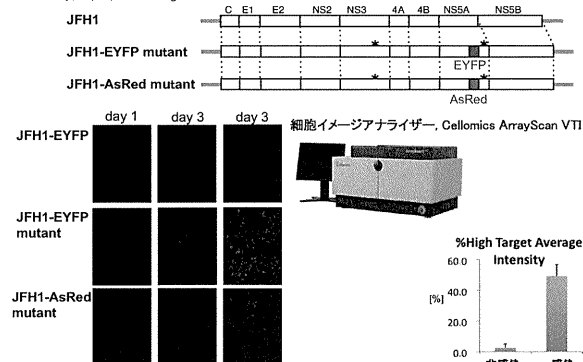 C E1 E2 NS2 NS3 4A 4B NS5A NS5B
JFH1
JFH1-EYFP mutant
EYFP
JFH1-AsRed mutant
AsRed
day 1 day 3 day 3
細胞イメージアナライザー, Cellomics ArrayScan VTI
JFH1-EYFP
JFH1-EYFP
mutant
JFH1-AsRed
mutant
%High Target Average
Intensity
60.0
[%]
40.0
20.0
0.0